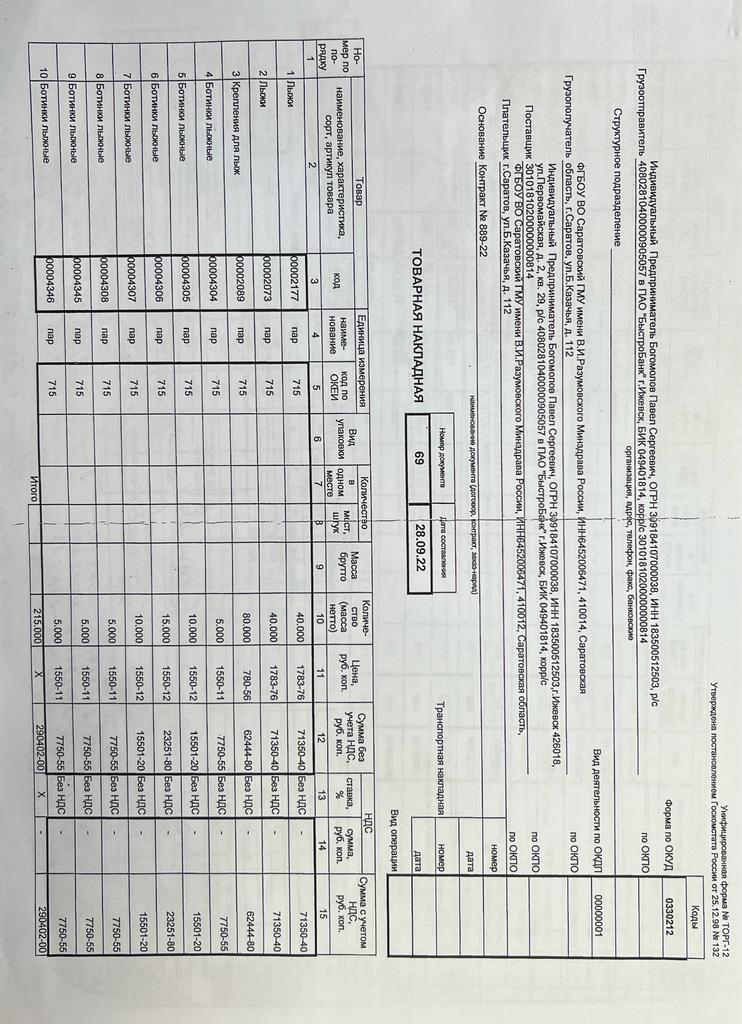 Унифицированная форма № ТОРГ-12
Утверждена постановлением Госкомстата России от 25.12.98 № 132
Коды
Форма по ОКУД 0330212
Индивидуальный Предприниматель Богомолов Павел Сергеевич, ОГРН 309184107000038, ИНН 183500512503, р/с
Грузоотправитель 40802810400000905057 в ПАО "БыстроБанк" г.Ижевск, БИК 049401814, корр/с 30101810200000000814 по ОКПО
организация, адрес, телефон, факс, банковские
Структурное подразделение
Вид деятельности по ОКДП 00000001
ФГБОУ ВО Саратовский ГМУ имени В.И.Разумовского Минздрава России, ИНН6452006471, 410014, Саратовская
Грузополучатель область, г.Саратов, ул.Б.Казачья, д. 112 по ОКПО
Индивидуальный Предприниматель Богомолов Павел Сергеевич, ОГРН 309184107000038, ИНН 183500512503,г.Ижевск 426018,
ул.Первомайская, д. 2, кв. 29, р/с 40802810400000905057 в ПАО "БыстроБанк" г.Ижевск, БИК 049401814, корр/с
Поставщик 30101810200000000814 по ОКПО
ФГБОУ ВО Саратовский ГМУ имени В.И.Разумовского Минздрава России, ИНН6452006471, 410012, Саратовская область,
Плательщик г.Саратов, ул.Б.Казачья, д. 112 по ОКПО
Основание Контракт № 889-22 номер
наименование документа (договор, контракт, заказ-наряд) дата
Транспортная накладная номер
дата
Вид операции
Номер документа Дата составления
ТОВАРНАЯ НАКЛАДНАЯ 69 28.09.22
Но-мер по по-рядку Товар Единица измерения Вид упаковки Количество Масса брутто Количе-ство (масса нетто) Цена, руб. коп. Сумма без учета НДС, руб. коп. НДС Сумма с учетом НДС, руб. коп.
наименование, характеристика, сорт, артикул товара код наиме-нование код по ОКЕИ в одном месте мест, штук ставка, % сумма, руб. коп.
1 2 3 4 5 6 7 8 9 10 11 12 13 14 15
1 Лыжи 00002177 пар 715 40.000 1783-76 71350-40 Без НДС - 71350-40
2 Лыжи 00002073 пар 715 40.000 1783-76 71350-40 Без НДС - 71350-40
3 Крепления для лыж 00002089 пар 715 80.000 780-56 62444-80 Без НДС - 62444-80
4 Ботинки лыжные 00004304 пар 715 5.000 1550-11 7750-55 Без НДС - 7750-55
5 Ботинки лыжные 00004305 пар 715 10.000 1550-12 15501-20 Без НДС - 15501-20
6 Ботинки лыжные 00004306 пар 715 15.000 1550-12 23251-80 Без НДС - 23251-80
7 Ботинки лыжные 00004307 пар 715 10.000 1550-12 15501-20 Без НДС - 15501-20
8 Ботинки лыжные 00004308 пар 715 5.000 1550-11 7750-55 Без НДС - 7750-55
9 Ботинки лыжные 00004345 пар 715 5.000 1550-11 7750-55 Без НДС - 7750-55
10 Ботинки лыжные 00004346 пар 715 5.000 1550-11 7750-55 Без НДС - 7750-55
Итого 215.000 X 290402-00 X - 290402-00